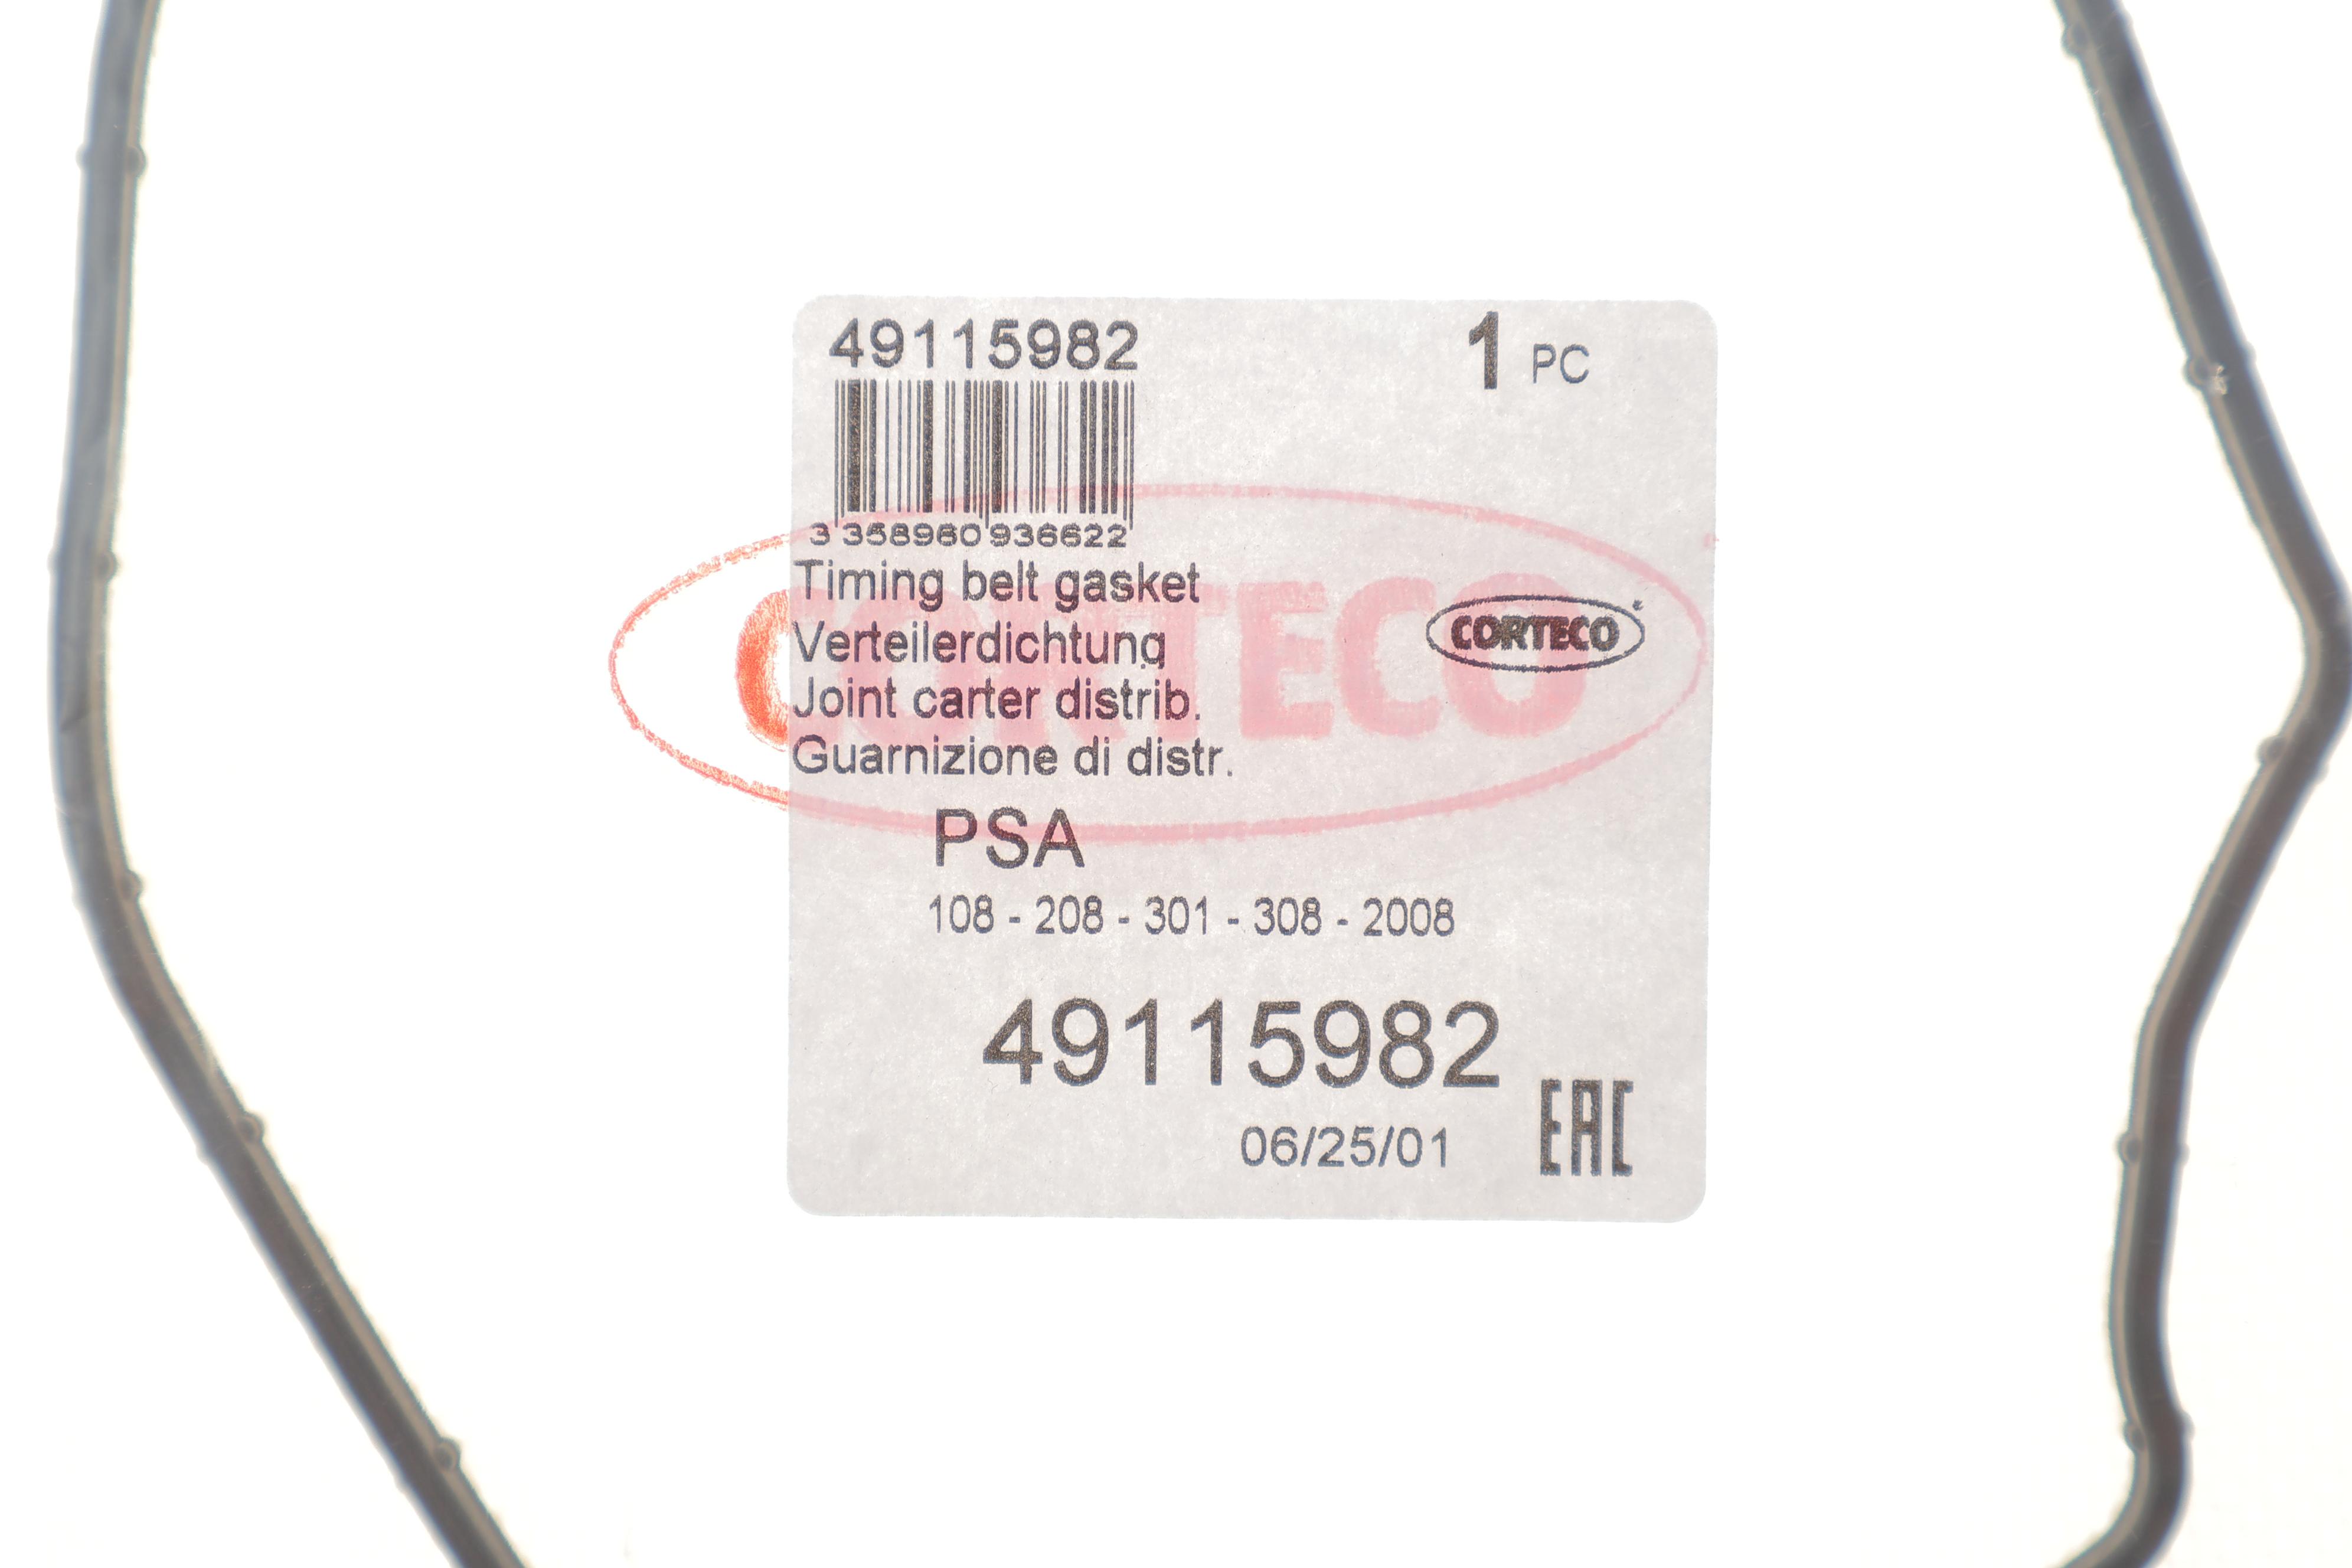 49115982
1 PC
3 358960 936622
Timing belt gasket
Verteilerdichtung
Joint carter distrib.
Guarnizione di distr.
CORTECO
CORTECO
PSA
108 - 208 - 301 - 308 - 2008
49115982
06/25/01
EAC